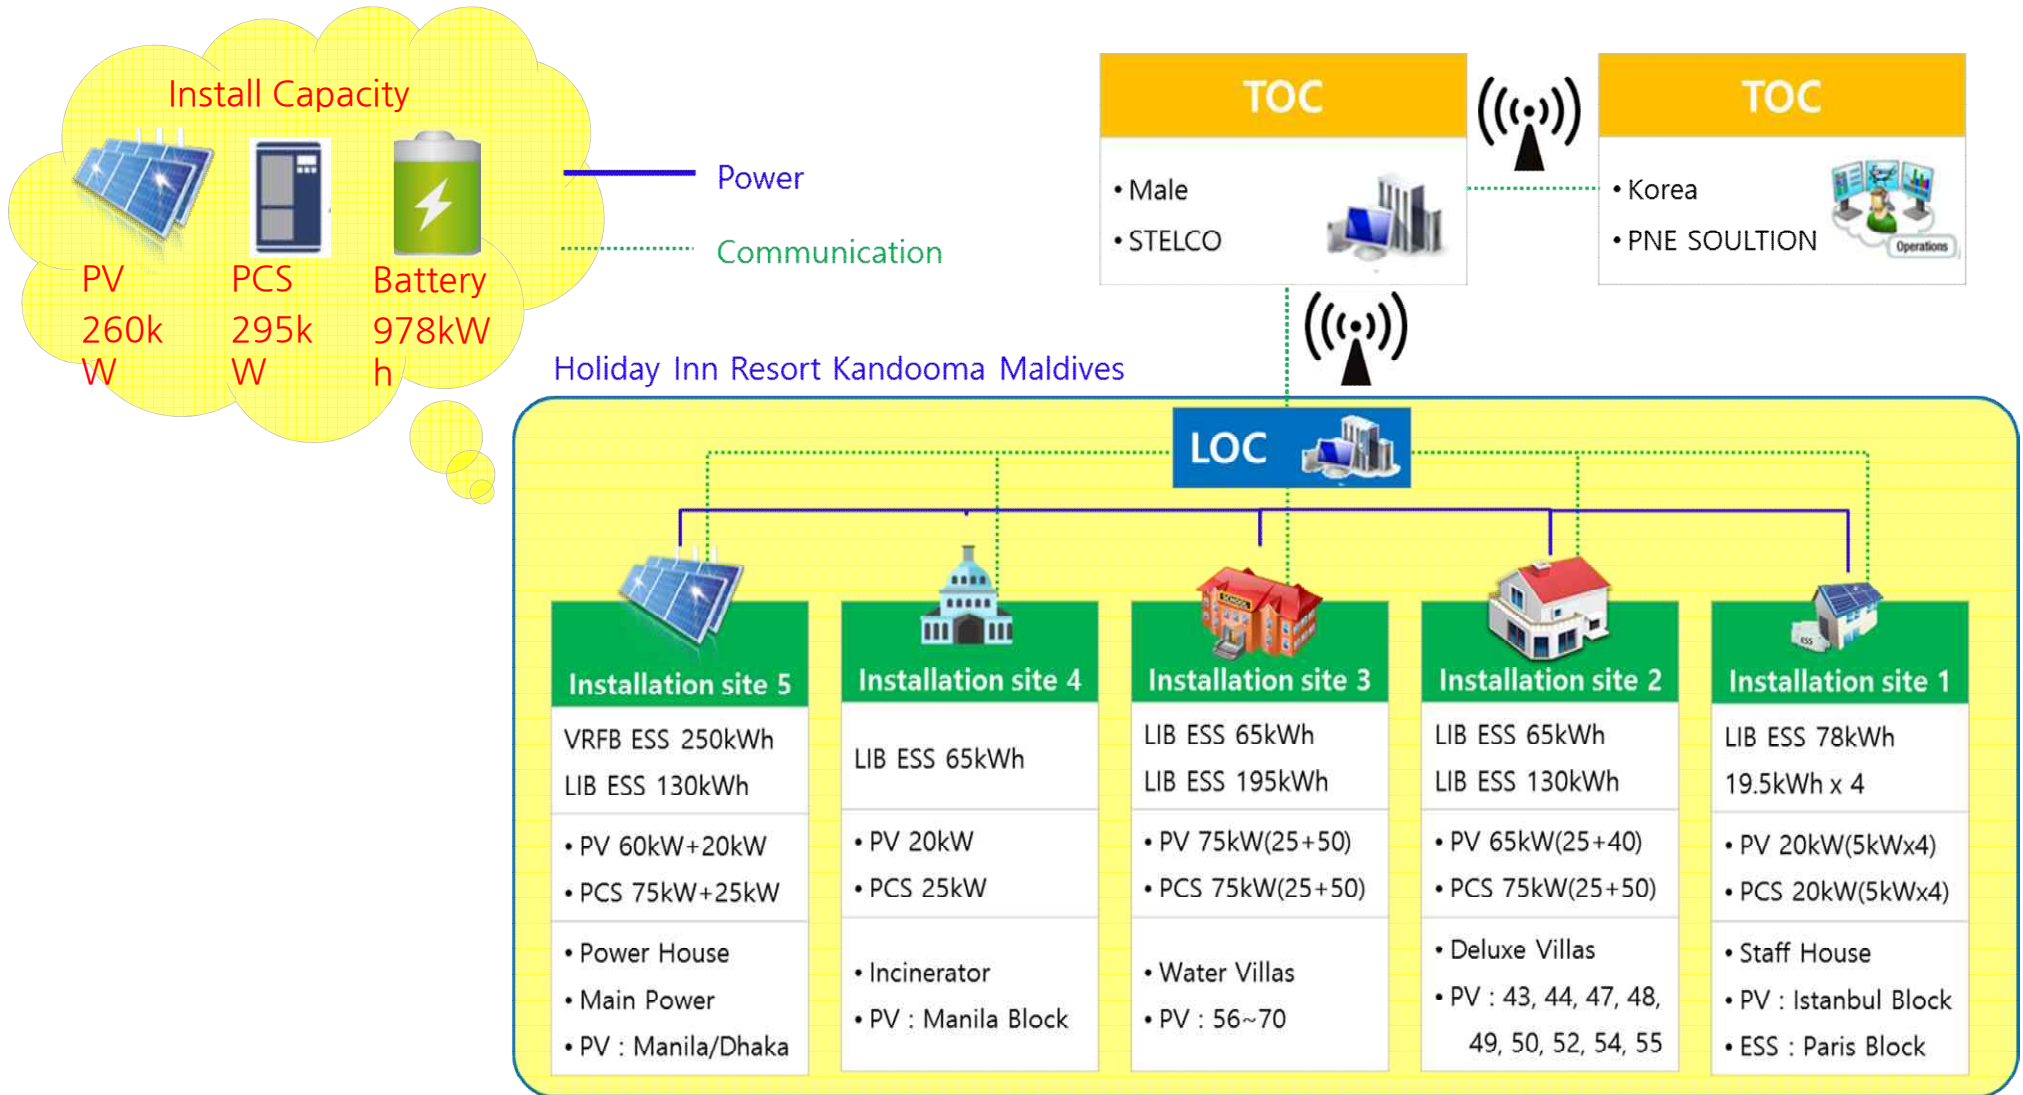 Install Capacity
PV
260k
W
PCS
295k
W
Battery
978kW
h
Power
Communication
TOC
• Male
• STELCO
TOC
• Korea
• PNE SOULTION
Operations
Holiday Inn Resort Kandooma Maldives
LOC
Installation site 5
VRFB ESS 250kWh
LIB ESS 130kWh
• PV 60kW+20kW
• PCS 75kW+25kW
• Power House
• Main Power
• PV : Manila/Dhaka
Installation site 4
LIB ESS 65kWh
• PV 20kW
• PCS 25kW
• Incinerator
• PV : Manila Block
SCHOOL
Installation site 3
LIB ESS 65kWh
LIB ESS 195kWh
• PV 75kW(25+50)
• PCS 75kW(25+50)
• Water Villas
• PV : 56~70
Installation site 2
LIB ESS 65kWh
LIB ESS 130kWh
• PV 65kW(25+40)
• PCS 75kW(25+50)
• Deluxe Villas
• PV : 43, 44, 47, 48,
49, 50, 52, 54, 55
ESS
Installation site 1
LIB ESS 78kWh
19.5kWh x 4
• PV 20kW(5kWx4)
• PCS 20kW(5kWx4)
• Staff House
• PV : Istanbul Block
• ESS : Paris Block